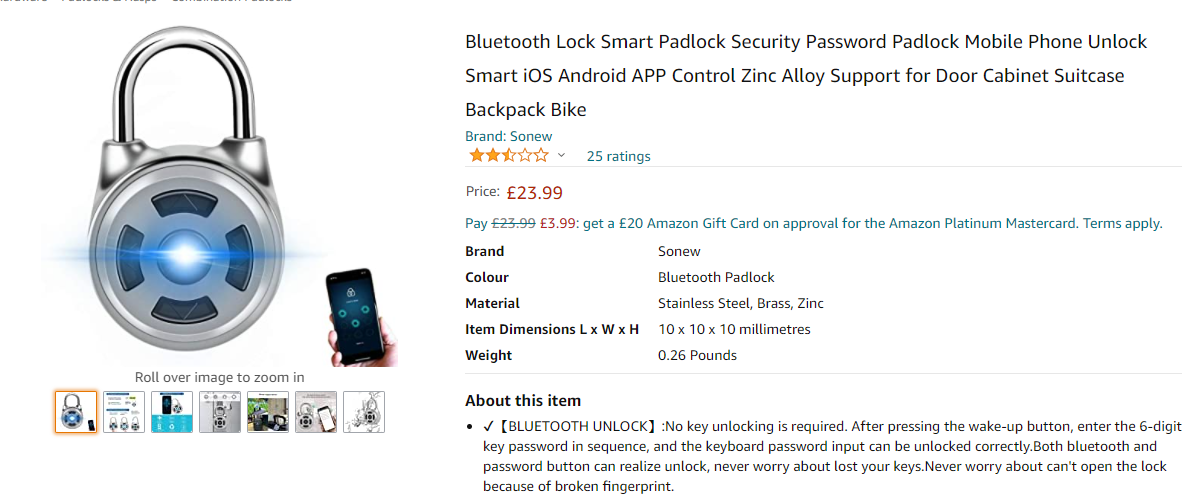 Hardware Padlocks & Hasps Combination Padlocks
Bluetooth Lock Smart Padlock Security Password Padlock Mobile Phone Unlock
Smart iOS Android APP Control Zinc Alloy Support for Door Cabinet Suitcase
Backpack Bike
Brand: Sonew
25 ratings
Price: £23.99
Pay £23.99 £3.99: get a £20 Amazon Gift Card on approval for the Amazon Platinum Mastercard. Terms apply.
Brand Sonew
Colour Bluetooth Padlock
Material Stainless Steel, Brass, Zinc
Item Dimensions L x W x H 10 x 10 x 10 millimetres
Weight 0.26 Pounds
Roll over image to zoom in
About this item
• ✓【BLUETOOTH UNLOCK】:No key unlocking is required. After pressing the wake-up button, enter the 6-digit
key password in sequence, and the keyboard password input can be unlocked correctly.Both bluetooth and
password button can realize unlock, never worry about lost your keys.Never worry about can't open the lock
because of broken fingerprint.